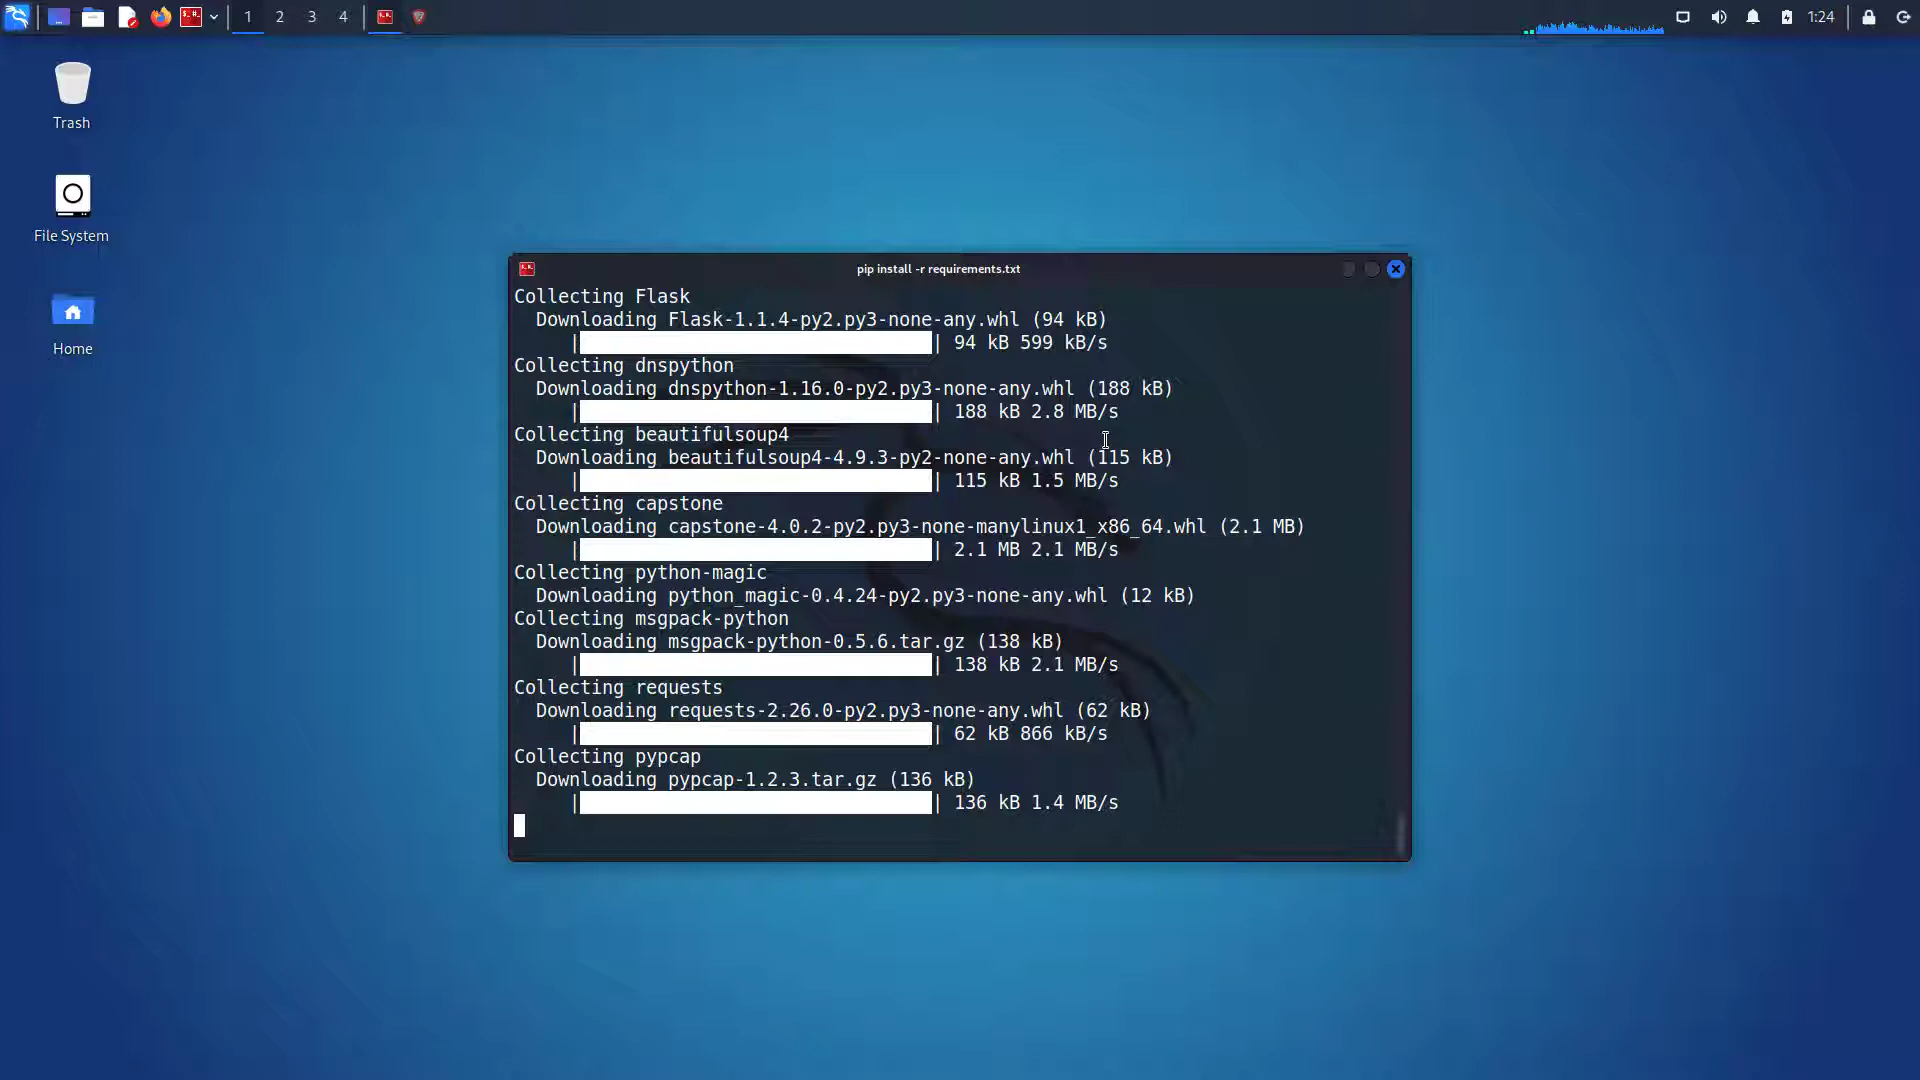 1 2 3 4
1:24
Trash
File System
Home
pip install -r requirements.txt
Collecting Flask
Downloading Flask-1.1.4-py2.py3-none-any.whl (94 kB)
| | 94 kB 599 kB/s
Collecting dnspython
Downloading dnspython-1.16.0-py2.py3-none-any.whl (188 kB)
| | 188 kB 2.8 MB/s
Collecting beautifulsoup4
Downloading beautifulsoup4-4.9.3-py2-none-any.whl (115 kB)
| | 115 kB 1.5 MB/s
Collecting capstone
Downloading capstone-4.0.2-py2.py3-none-manylinux1_x86_64.whl (2.1 MB)
| | 2.1 MB 2.1 MB/s
Collecting python-magic
Downloading python_magic-0.4.24-py2.py3-none-any.whl (12 kB)
Collecting msgpack-python
Downloading msgpack-python-0.5.6.tar.gz (138 kB)
| | 138 kB 2.1 MB/s
Collecting requests
Downloading requests-2.26.0-py2.py3-none-any.whl (62 kB)
| | 62 kB 866 kB/s
Collecting pypcap
Downloading pypcap-1.2.3.tar.gz (136 kB)
| | 136 kB 1.4 MB/s